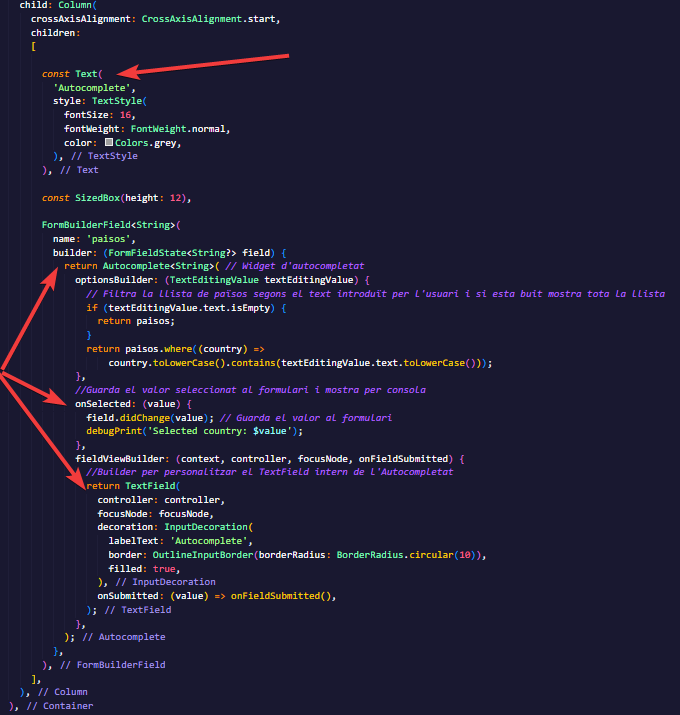 child: Column(
crossAxisAlignment: CrossAxisAlignment.start,
children:
[
const Text(
'Autocomplete',
style: TextStyle(
fontSize: 16,
fontWeight: FontWeight.normal,
color: Colors.grey,
), // TextStyle
), // Text
const SizedBox(height: 12),
FormBuilderField<String>(
name: 'paisos',
builder: (FormFieldState<String?> field) {
return Autocomplete<String>( // Widget d'autocompletat
optionsBuilder: (TextEditingValue textEditingValue) {
// Filtra la llista de països segons el text introduït per l'usuari i si esta buit mostra tota la llista
if (textEditingValue.text.isEmpty) {
return paisos;
}
return paisos.where((country) =>
country.toLowerCase().contains(textEditingValue.text.toLowerCase()));
},
//Guarda el valor seleccionat al formulari i mostra per consola
onSelected: (value) {
field.didChange(value); // Guarda el valor al formulari
debugPrint('Selected country: $value');
},
fieldViewBuilder: (context, controller, focusNode, onFieldSubmitted) {
//Builder per personalitzar el TextField intern de l'Autocompletat
return TextField(
controller: controller,
focusNode: focusNode,
decoration: InputDecoration(
labelText: 'Autocomplete',
border: OutlineInputBorder(borderRadius: BorderRadius.circular(10)),
filled: true,
), // InputDecoration
onSubmitted: (value) => onFieldSubmitted(),
); // TextField
},
); // Autocomplete
},
), // FormBuilderField
],
), // Column
), // Container